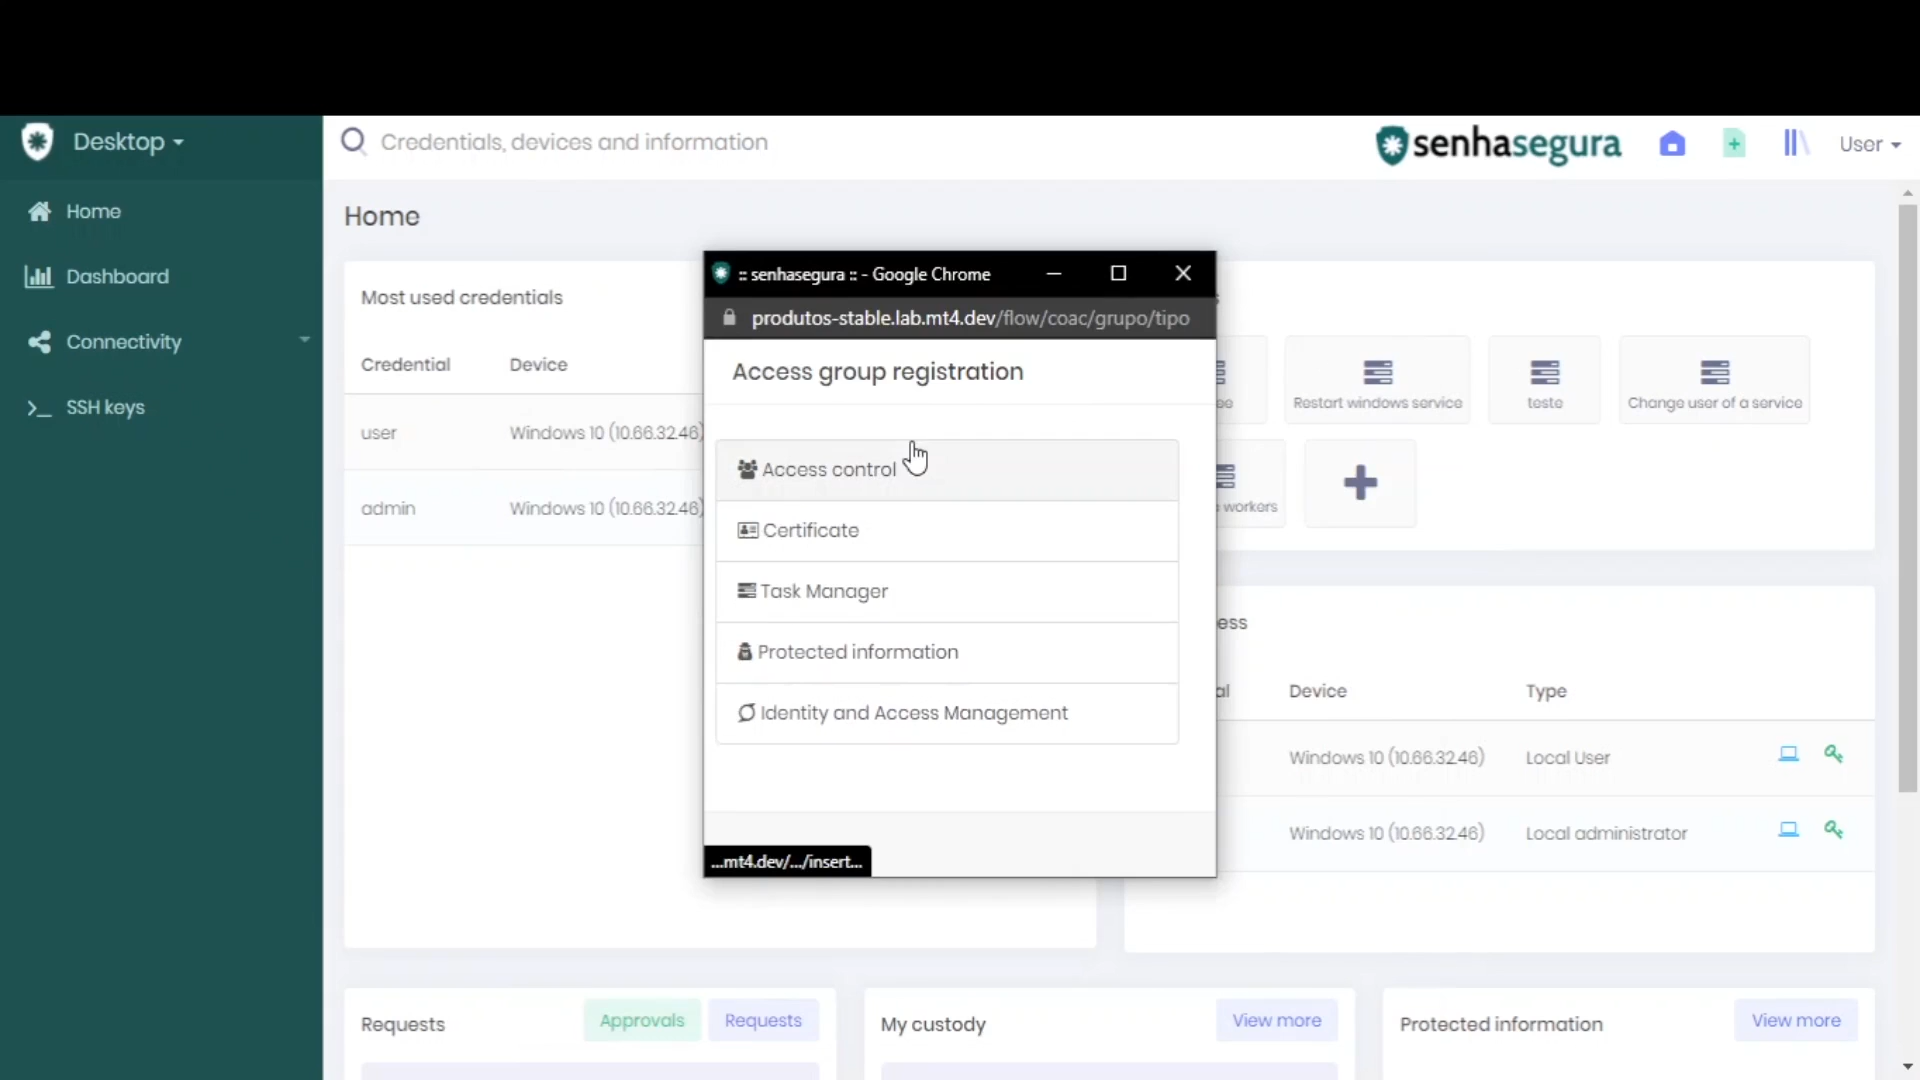 Desktop
Credentials, devices and information
senhasegura
User
Home
Dashboard
Connectivity
SSH keys
Home
Most used credentials
Credential Device
user Windows 10 (10.66.32.46)
admin Windows 10 (10.66.32.46)
:: senhasegura :: - Google Chrome
produtos-stable.lab.mt4.dev/flow/coac/grupo/tipo
Access group registration
Access control
Certificate
Task Manager
Protected information
Identity and Access Management
...mt4.dev/.../insert...
Restart windows service
teste
Change user of a service
workers
Device Type
Windows 10 (10.66.32.46) Local User
Windows 10 (10.66.32.46) Local administrator
Requests Approvals Requests
My custody View more
Protected information View more